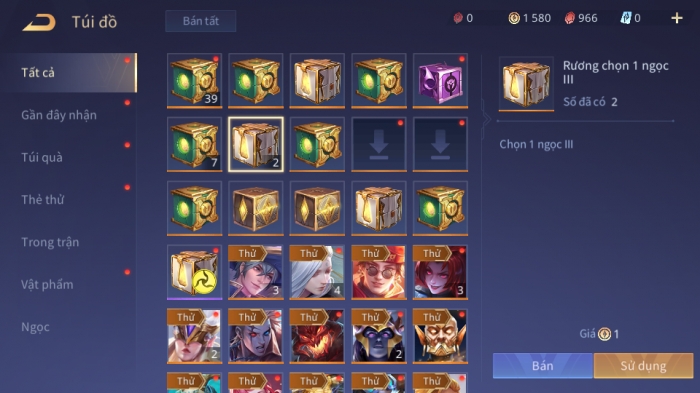 Túi đồ
Bán tất
0
1 580
966
0
Tất cả
Gần đây nhận
Túi quà
Thẻ thử
Trong trận
Vật phẩm
Ngọc
39
7
2
Thử Thử Thử Thử
3 4 3 3
Thử Thử Thử Thử Thử
2 2
Thử Thử Thử Thử Thử
Rương chọn 1 ngọc
III
Số đã có 2
Chọn 1 ngọc III
Giá 1
Bán
Sử dụng